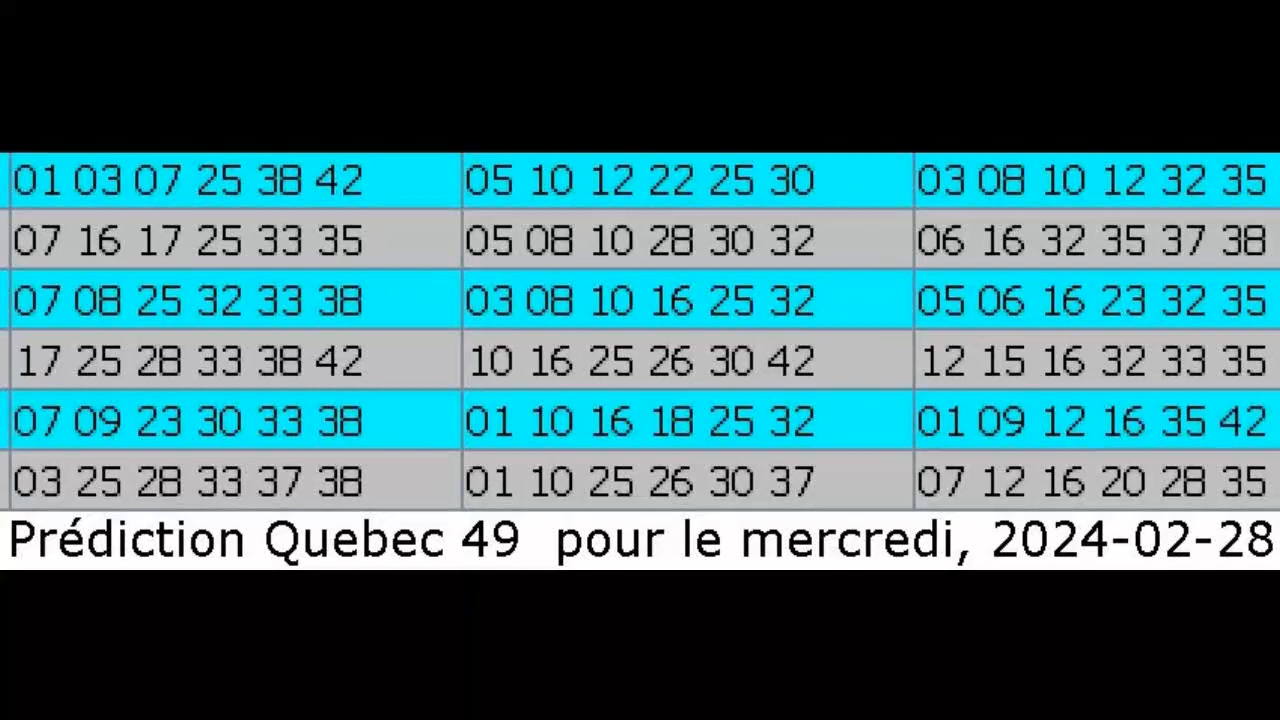 01 03 07 25 38 42 05 10 12 22 25 30 03 08 10 12 32 35
07 16 17 25 33 35 05 08 10 28 30 32 06 16 32 35 37 38
07 08 25 32 33 38 03 08 10 16 25 32 05 06 16 23 32 35
17 25 28 33 38 42 10 16 25 26 30 42 12 15 16 32 33 35
07 09 23 30 33 38 01 10 16 18 25 32 01 09 12 16 35 42
03 25 28 33 37 38 01 10 25 26 30 37 07 12 16 20 28 35
Prédiction Quebec 49 pour le mercredi, 2024-02-28